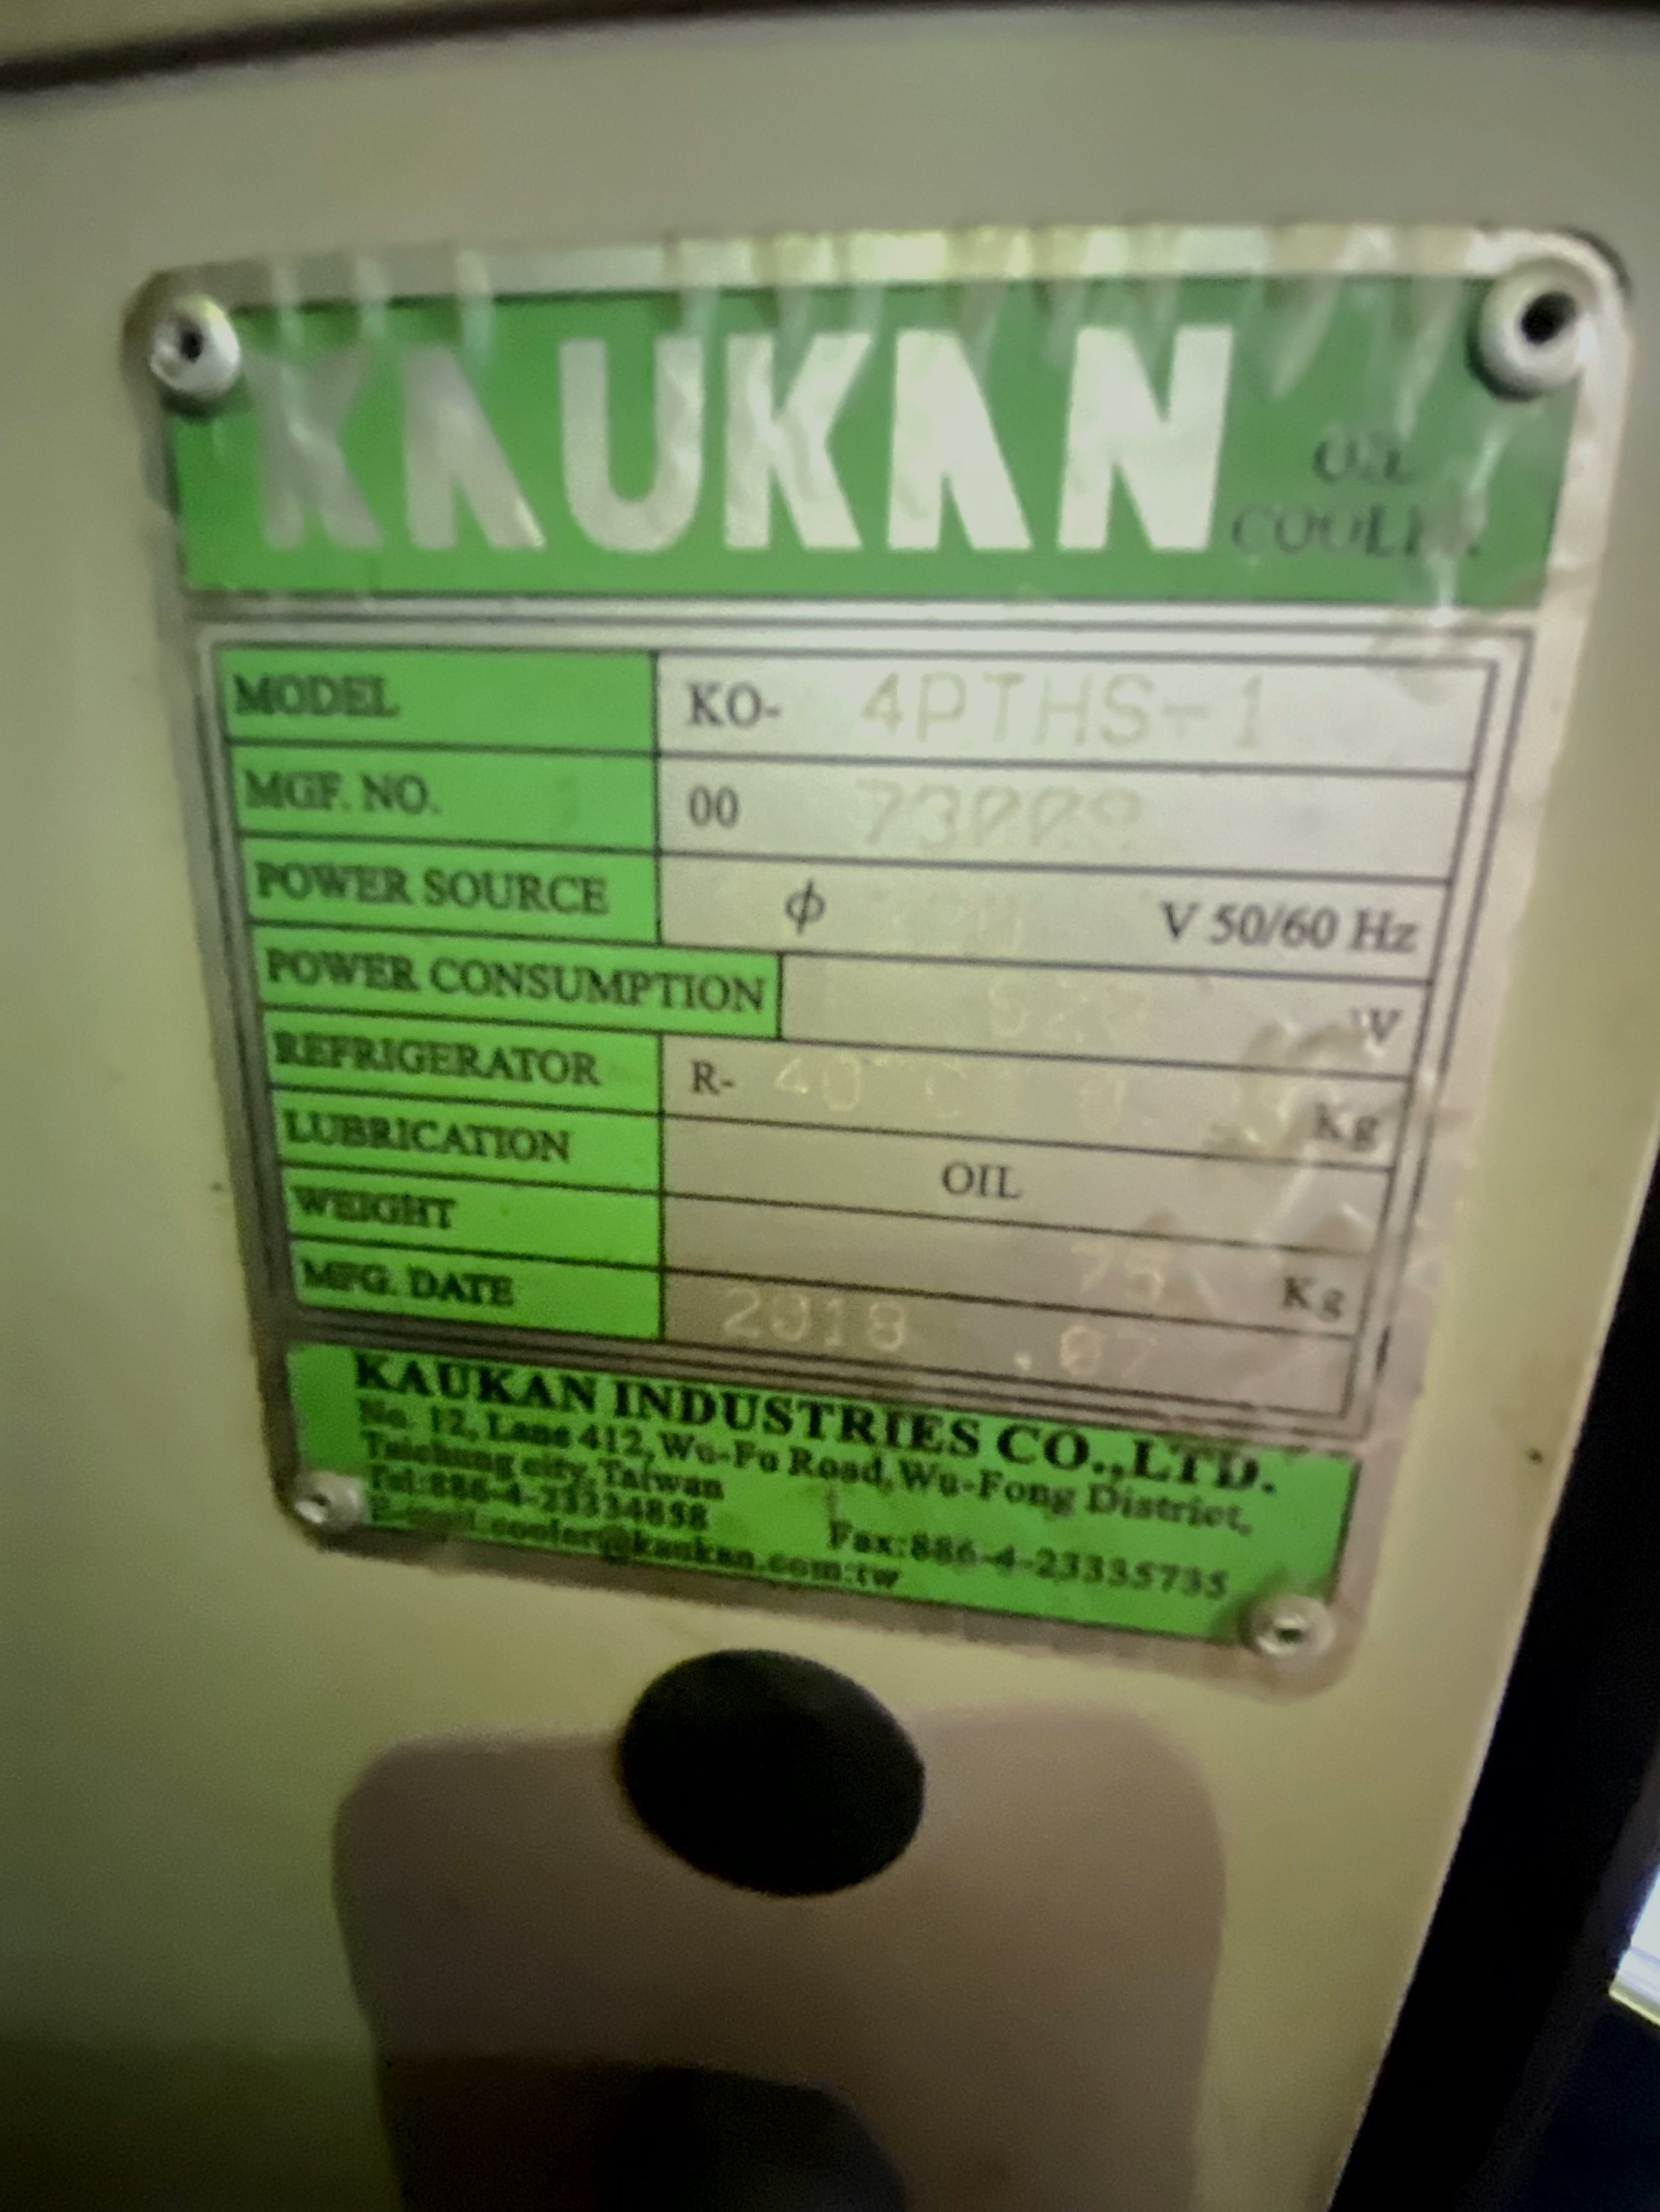 KAUKAN
OIL
MODEL KO- 4PTHS-1
MGF. NO. 00 73009
POWER SOURCE ϕ V 50/60 Hz
POWER CONSUMPTION W
REFRIGERATOR R- Kg
LUBRICATION OIL
WEIGHT 75 Kg
MFG. DATE 2018 .07
KAUKAN INDUSTRIES CO.,LTD.
No. 12, Lane 412, Wu-Fu Road, Wu-Fong District,
Taichung city, Taiwan
Tel:886-4-23334858 Fax:886-4-23335735